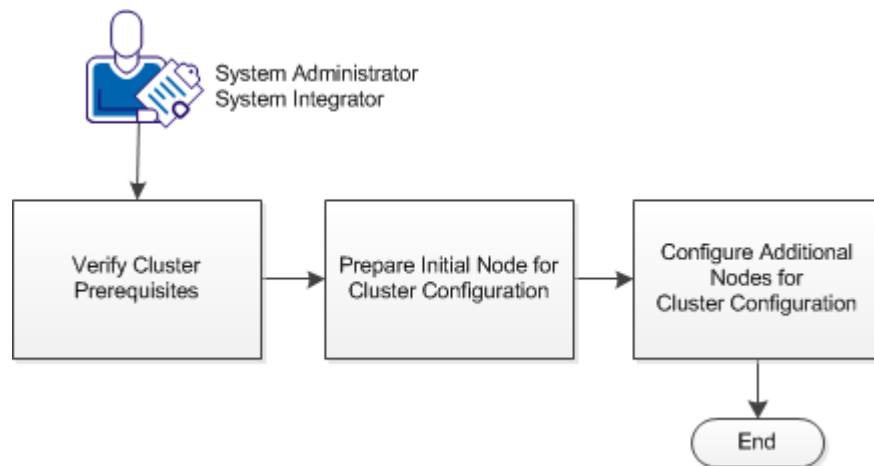 System Administrator
System Integrator
Verify Cluster
Prerequisites
Prepare Initial Node for
Cluster Configuration
Configure Additional
Nodes for
Cluster Configuration
End